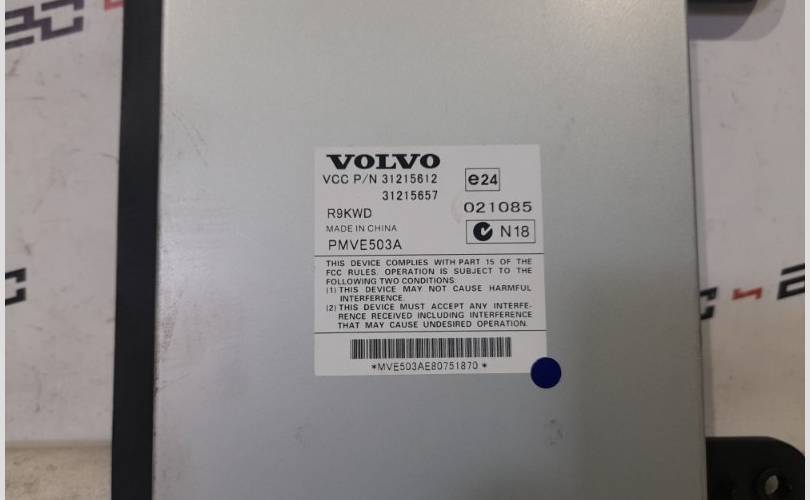 VOLVO
VCC P/N 31215612
31215657
e24
R9KWD
021085
MADE IN CHINA
PMVE503A
N18
THIS DEVICE COMPLIES WITH PART 15 OF THE
FCC RULES. OPERATION IS SUBJECT TO THE
FOLLOWING TWO CONDITIONS.
(1) THIS DEVICE MAY NOT CAUSE HARMFUL
INTERFERENCE.
(2) THIS DEVICE MUST ACCEPT ANY INTERFE-
RENCE RECEIVED INCLUDING INTERFERENCE
THAT MAY CAUSE UNDESIRED OPERATION.
*MVE503AE80751870*